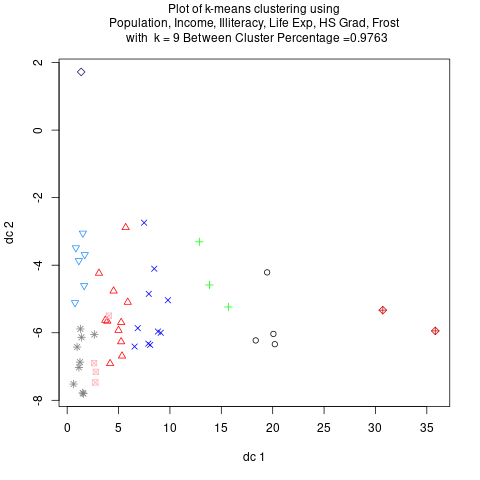 Plot of k-means clustering using
Population, Income, Illiteracy, Life Exp, HS Grad, Frost
with k = 9 Between Cluster Percentage =0.9763
2
0
-2
-4
-6
-8
dc 2
0 5 10 15 20 25 30 35
dc 1